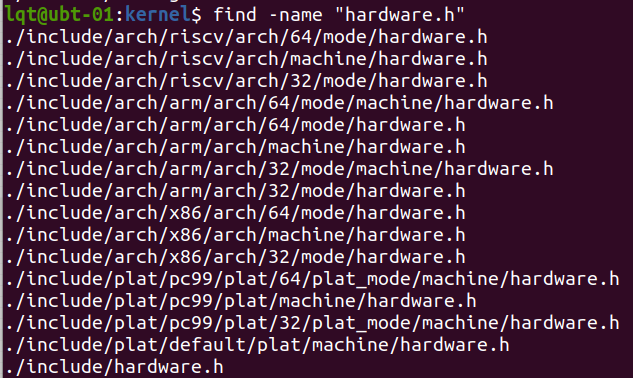 lqt@ubt-01:kernel$ find -name "hardware.h"
./include/arch/riscv/arch/64/mode/hardware.h
./include/arch/riscv/arch/machine/hardware.h
./include/arch/riscv/arch/32/mode/hardware.h
./include/arch/arm/arch/64/mode/machine/hardware.h
./include/arch/arm/arch/64/mode/hardware.h
./include/arch/arm/arch/machine/hardware.h
./include/arch/arm/arch/32/mode/machine/hardware.h
./include/arch/arm/arch/32/mode/hardware.h
./include/arch/x86/arch/64/mode/hardware.h
./include/arch/x86/arch/machine/hardware.h
./include/arch/x86/arch/32/mode/hardware.h
./include/plat/pc99/plat/64/plat_mode/machine/hardware.h
./include/plat/pc99/plat/machine/hardware.h
./include/plat/pc99/plat/32/plat_mode/machine/hardware.h
./include/plat/default/plat/machine/hardware.h
./include/hardware.h